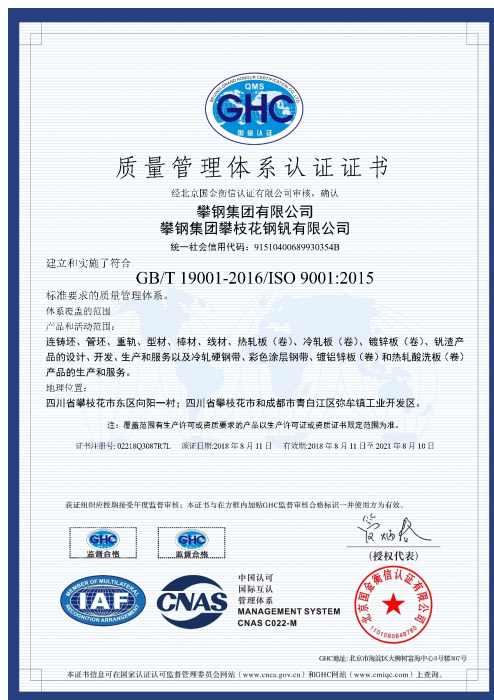 BEIJING GRAND HONOUR CERTIFICATION CO.,LTD.
QMS
GHC
国金认证
质量管理体系认证证书
经北京国金衡信认证有限公司审核，确认
攀钢集团有限公司
攀钢集团攀枝花钢钒有限公司
统一社会信用代码：91510400689930354B
建立和实施了符合
GB/T 19001-2016/ISO 9001:2015
标准要求的质量管理体系。
体系覆盖的范围
产品和活动范围：
连铸坯、管坯、重轨、型材、棒材、线材、热轧板（卷）、冷轧板（卷）、镀锌板（卷）、钒渣产
品的设计、开发、生产和服务以及冷轧硬钢带、彩色涂层钢带、镀铝锌板（卷）和热轧酸洗板（卷）
产品的生产和服务。
地理位置：
四川省攀枝花市东区向阳一村；四川省攀枝花市和成都市青白江区弥牟镇工业开发区。
注：覆盖范围有生产许可或资质要求的产品以生产许可证或资质证书限定范围为准。
证书注册号: 02218Q3087R7L 颁证日期:2018 年 8 月 11 日 有效期:2018 年 8 月 11 日至 2021 年 8 月 10 日
获证组织应按期接受年度监督审核；本证书与在方框内加贴GHC监督审核合格标识一并使用方为有效。
GHC
监督合格
GHC
监督合格
（授权代表）
MEMBER OF MULTILATERAL
IAF
RECOGNITION ARRANGEMENT
CNAS
中国认可
国际互认
管理体系
MANAGEMENT SYSTEM
CNAS C022-M
北京国金衡信认证有限公司
1101080848780
GHC地址: 北京市海淀区大柳树富海中心3号楼807号
本证书信息可在国家认证认可监督管理委员会网站（www.cnca.gov.cn）和GHC网站（www.cmiqc.com）上查询。